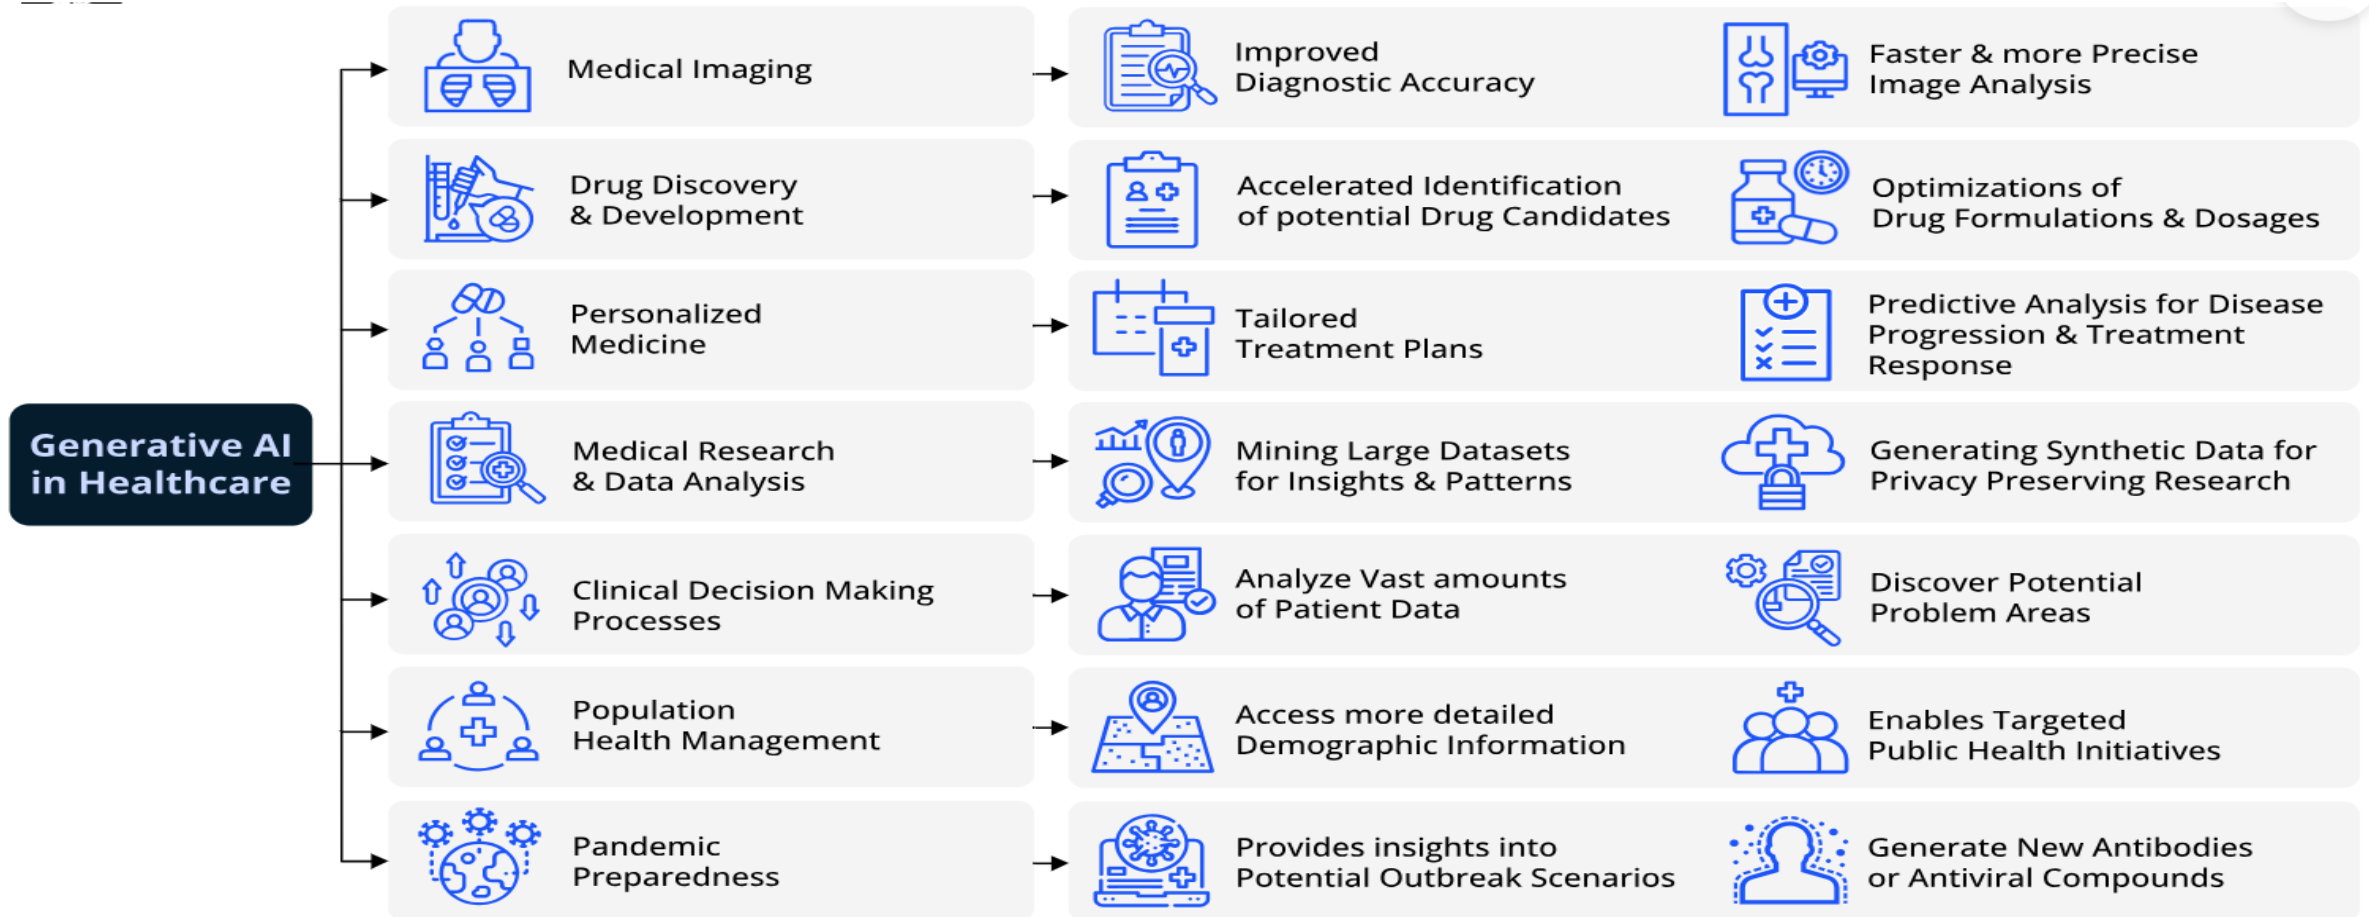 Generative AI
in Healthcare
Medical Imaging
Improved
Diagnostic Accuracy
Faster & more Precise
Image Analysis
Drug Discovery
& Development
Accelerated Identification
of potential Drug Candidates
Optimizations of
Drug Formulations & Dosages
Personalized
Medicine
Tailored
Treatment Plans
Predictive Analysis for Disease
Progression & Treatment
Response
Medical Research
& Data Analysis
Mining Large Datasets
for Insights & Patterns
Generating Synthetic Data for
Privacy Preserving Research
Clinical Decision Making
Processes
Analyze Vast amounts
of Patient Data
Discover Potential
Problem Areas
Population
Health Management
Access more detailed
Demographic Information
Enables Targeted
Public Health Initiatives
Pandemic
Preparedness
Provides insights into
Potential Outbreak Scenarios
Generate New Antibodies
or Antiviral Compounds